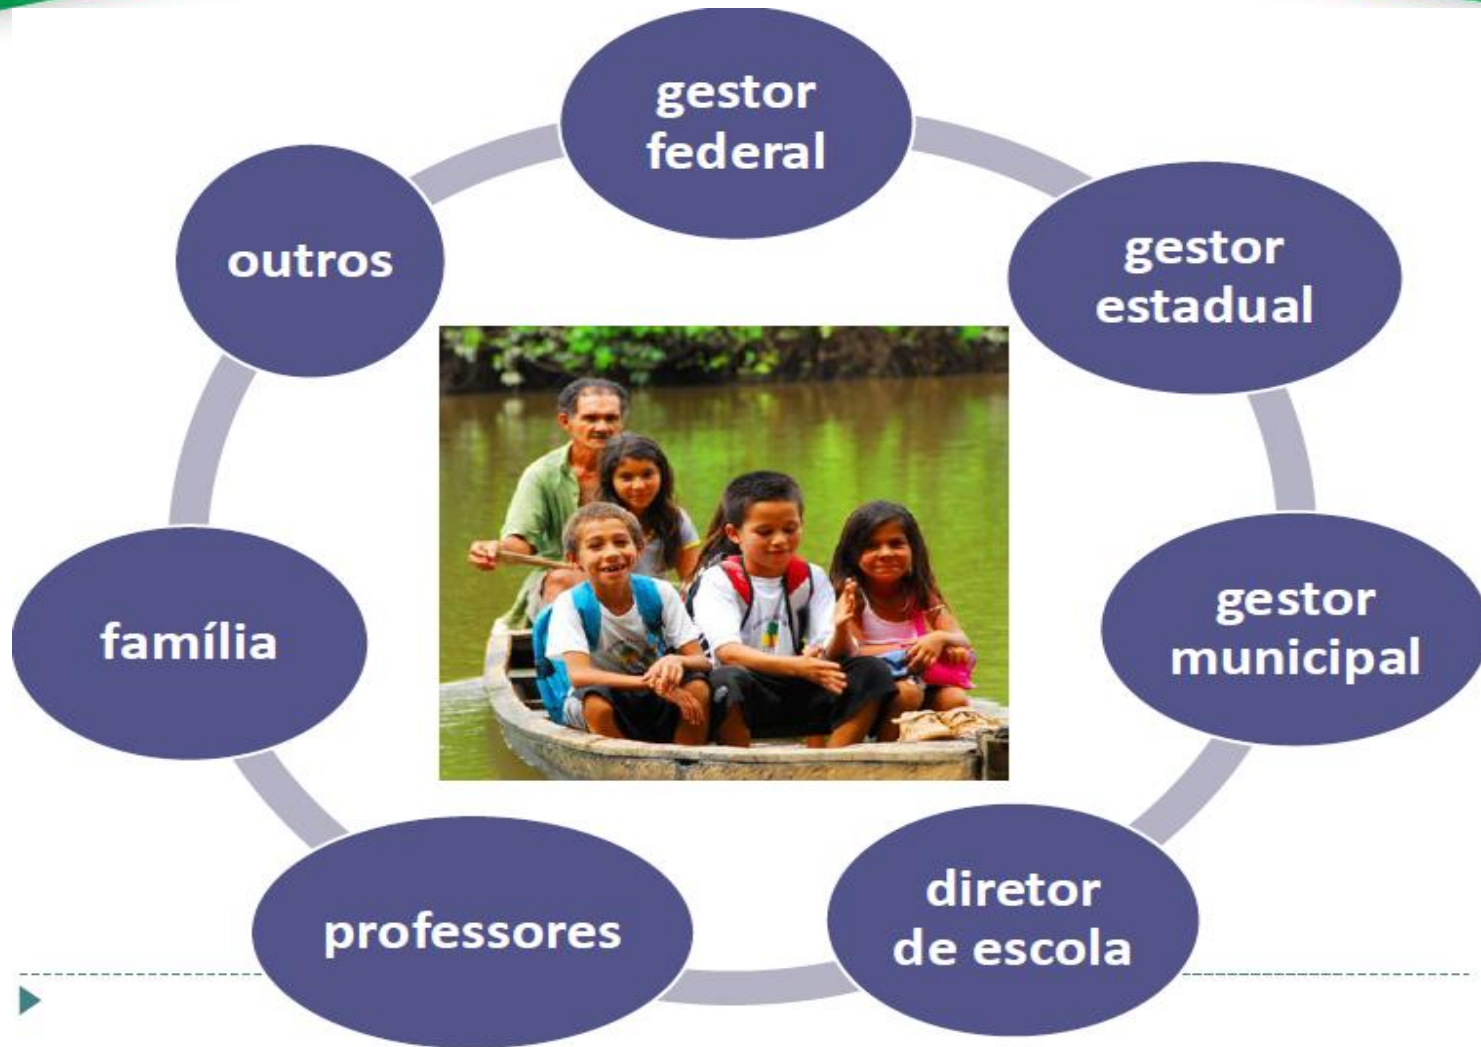 gestor
federal
gestor
estadual
gestor
municipal
diretor
de escola
professores
família
outros